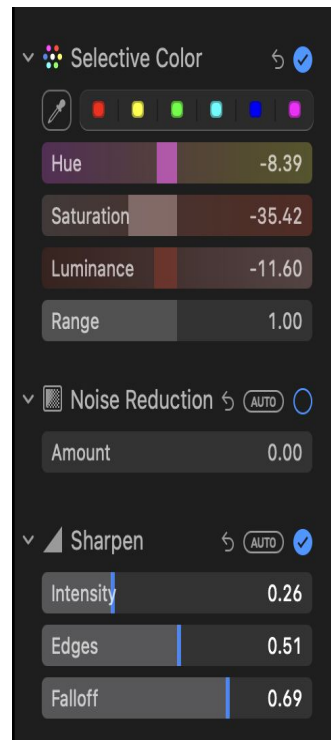 Selective Color
Hue -8.39
Saturation -35.42
Luminance -11.60
Range 1.00
Noise Reduction AUTO
Amount 0.00
Sharpen AUTO
Intensity 0.26
Edges 0.51
Falloff 0.69